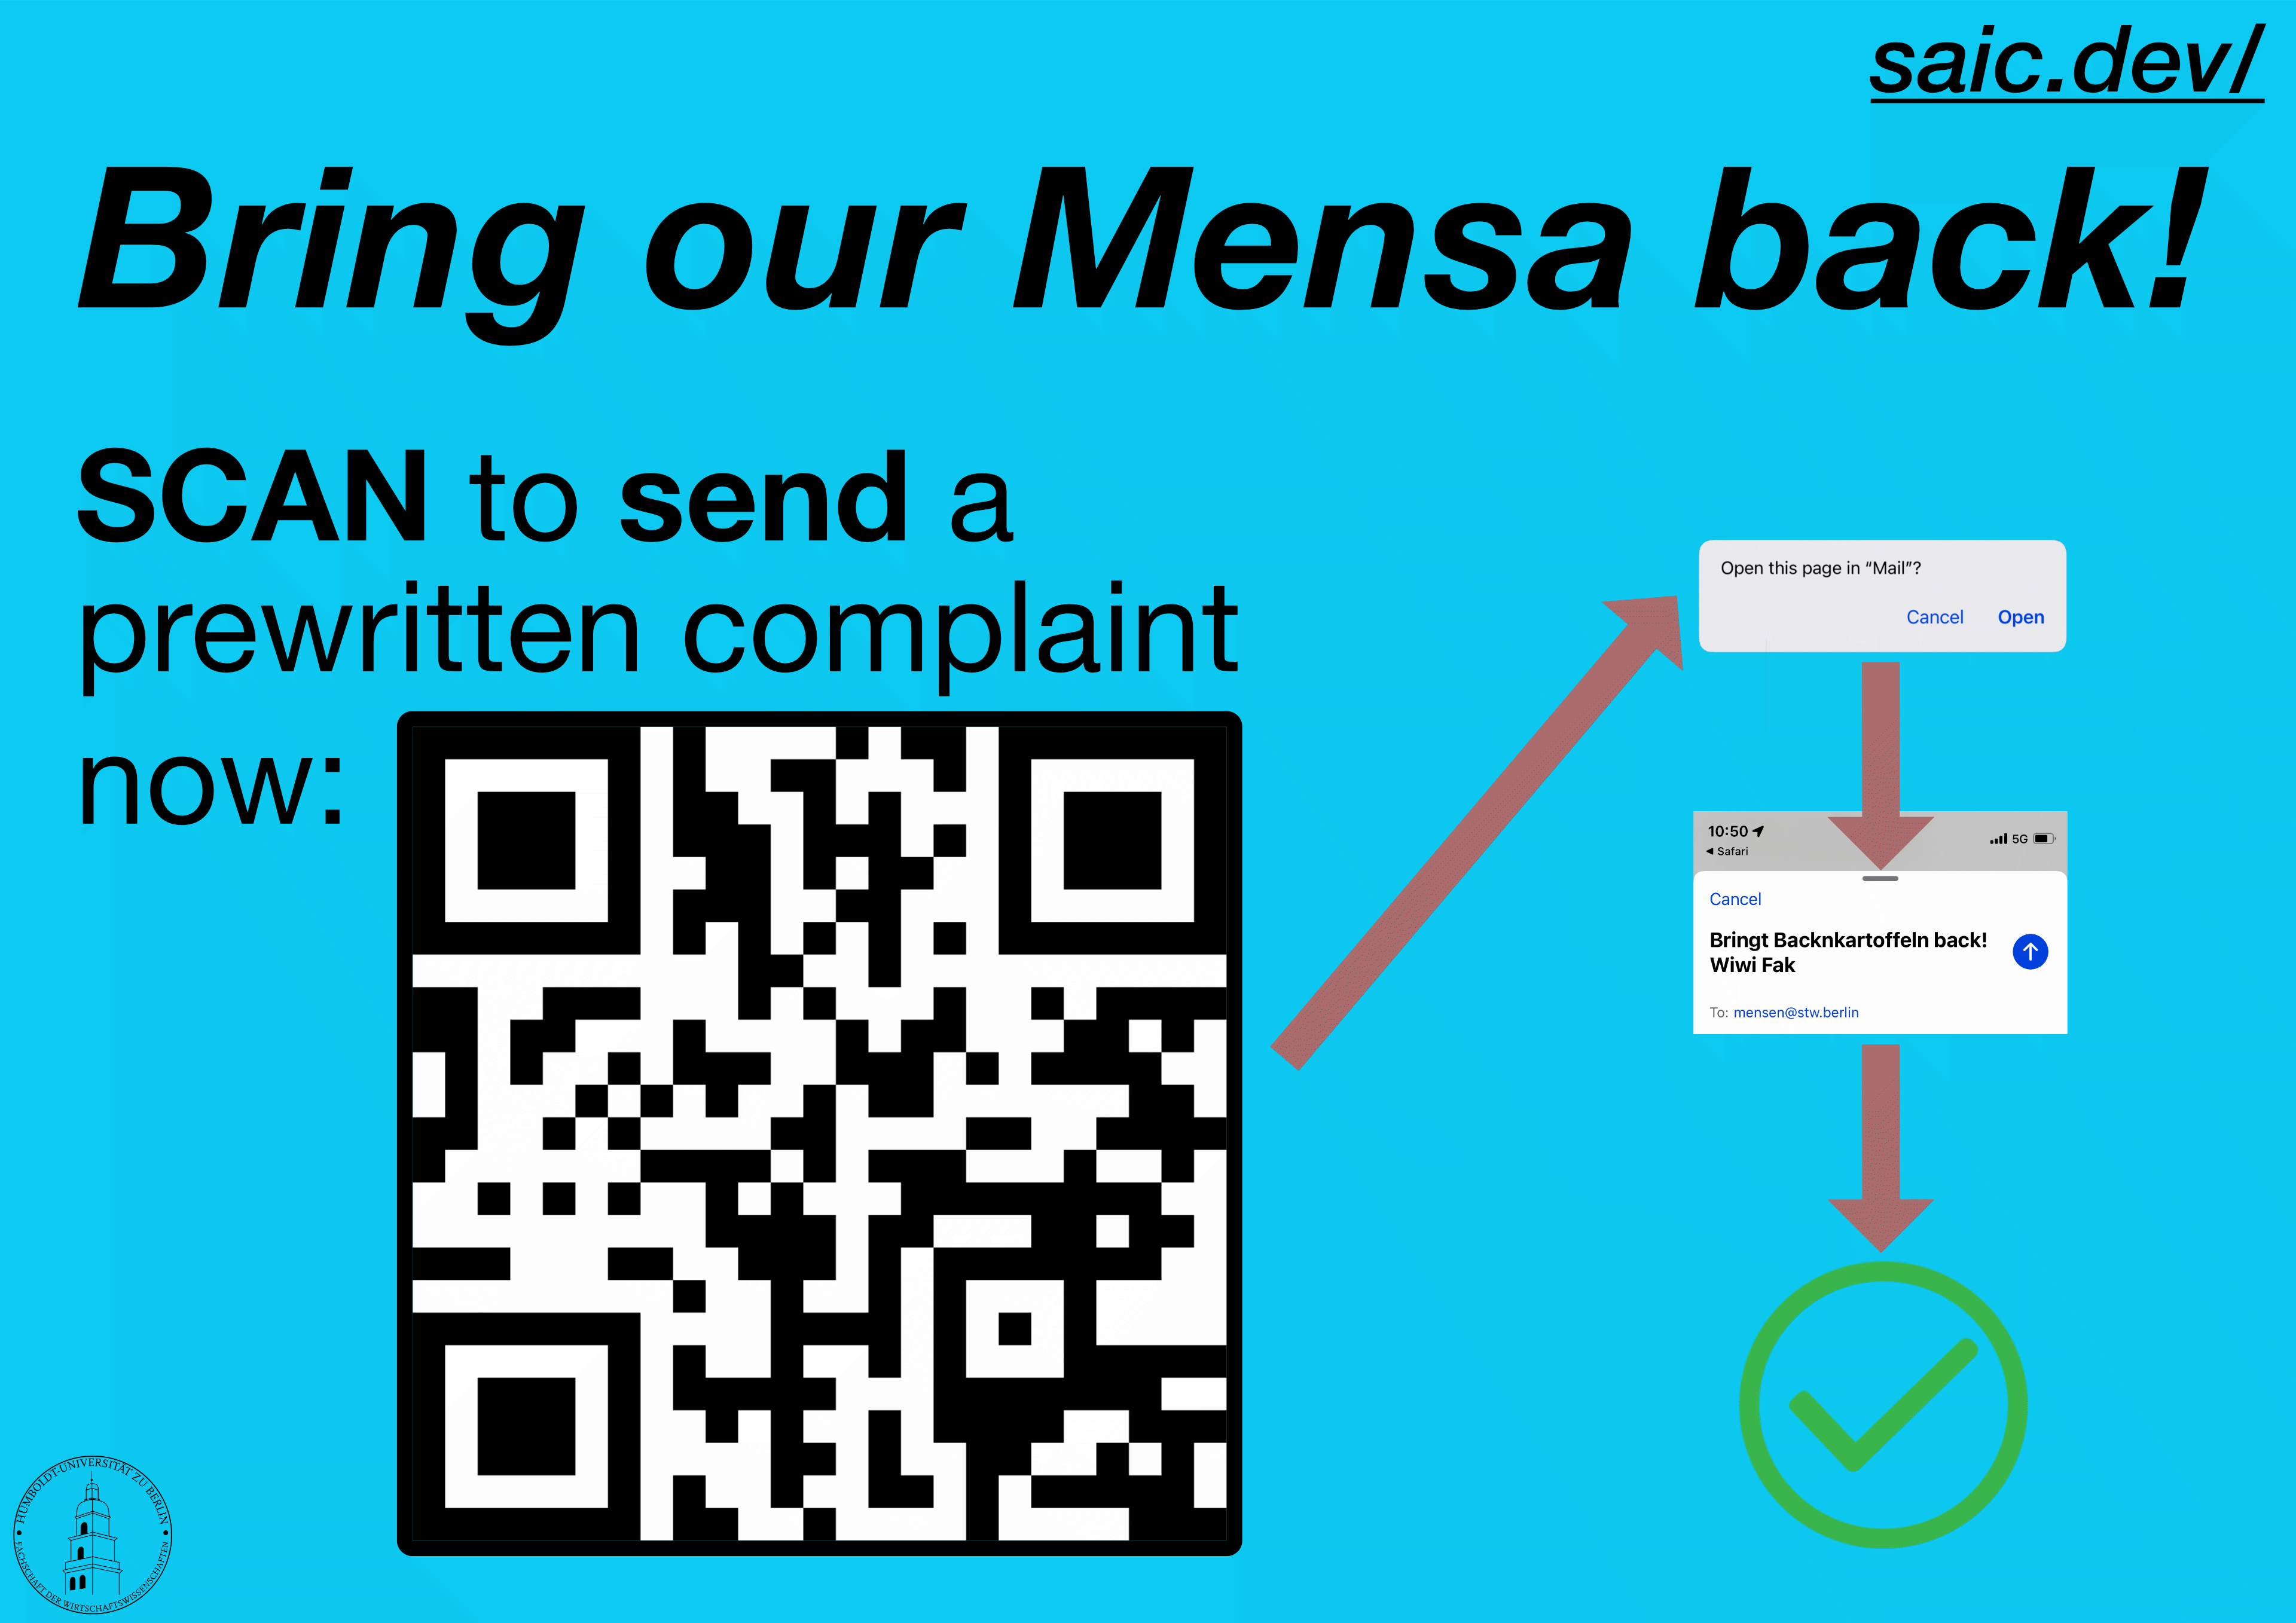 saic.dev/
Bring our Mensa back!
SCAN to send a
prewritten complaint
now:
Open this page in “Mail”?
Cancel Open
10:50
5G
◀ Safari
Cancel
Bringt Backnkartoffeln back!
Wiwi Fak
To: mensen@stw.berlin
• HUMBOLDT-UNIVERSITÄT ZU BERLIN •
FACHSCHAFT DER WIRTSCHAFTSWISSENSCHAFTEN